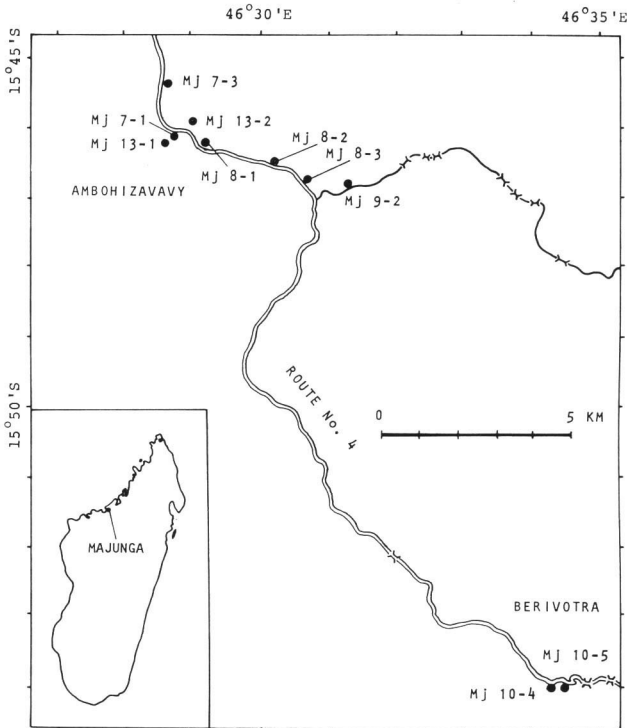 46°30'E
46°35'E
15°45'S
Mj 7-3
Mj 7-1
Mj 13-2
Mj 13-1
Mj 8-1
Mj 8-2
Mj 8-3
Mj 9-2
AMBOHIZAVAVY
ROUTE No. 4
15°50'S
0 5 KM
MAJUNGA
BERIVOTRA
Mj 10-5
Mj 10-4